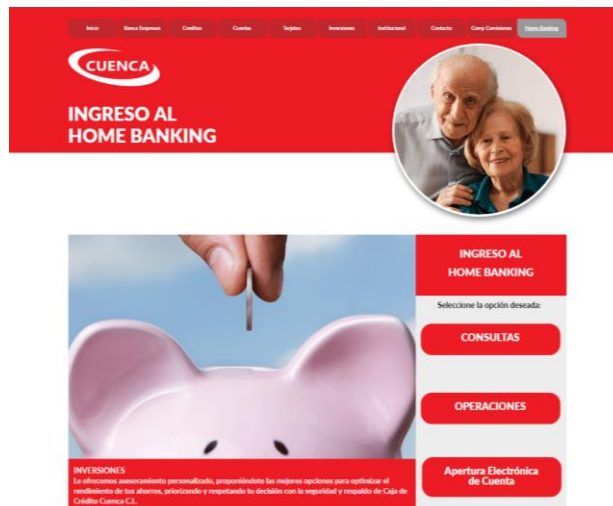 Inicio
Banca Empresas
Creditos
Cuentas
Tarjetas
Inversiones
Institucional
Contacto
Comp Comisiones
Home Banking
CUENCA
INGRESO AL
HOME BANKING
INGRESO AL
HOME BANKING
Seleccione la opción deseada:
CONSULTAS
OPERACIONES
Apertura Electrónica
de Cuenta
INVERSIONES
Le ofrecemos asesoramiento personalizado, proponiéndote las mejores opciones para optimizar el
rendimiento de tus ahorros, priorizando y respetando tu decisión con la seguridad y respaldo de Caja de
Crédito Cuenca C.L.